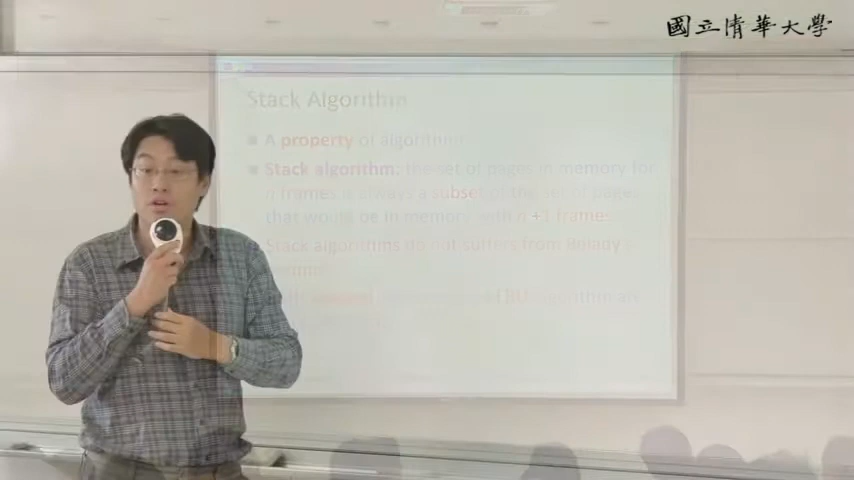 國立清華大學
Stack Algorithm
A property of algorithm
Stack algorithm: the set of pages in memory for
n frames is always a subset of the set of pages
that would be in memory with n +1 frames
Stack algorithms do not suffers from Belady's
algorithm are